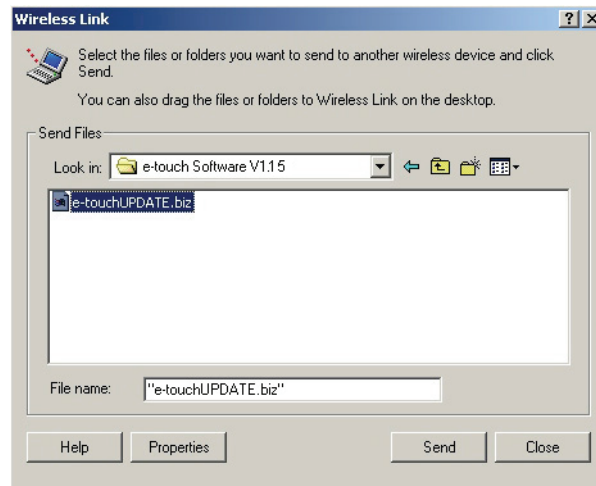 Wireless Link
Select the files or folders you want to send to another wireless device and click
Send.
You can also drag the files or folders to Wireless Link on the desktop.
Send Files
Look in: e-touch Software V1.15
e-touchUPDATE.biz
File name: "e-touchUPDATE.biz"
Help Properties Send Close